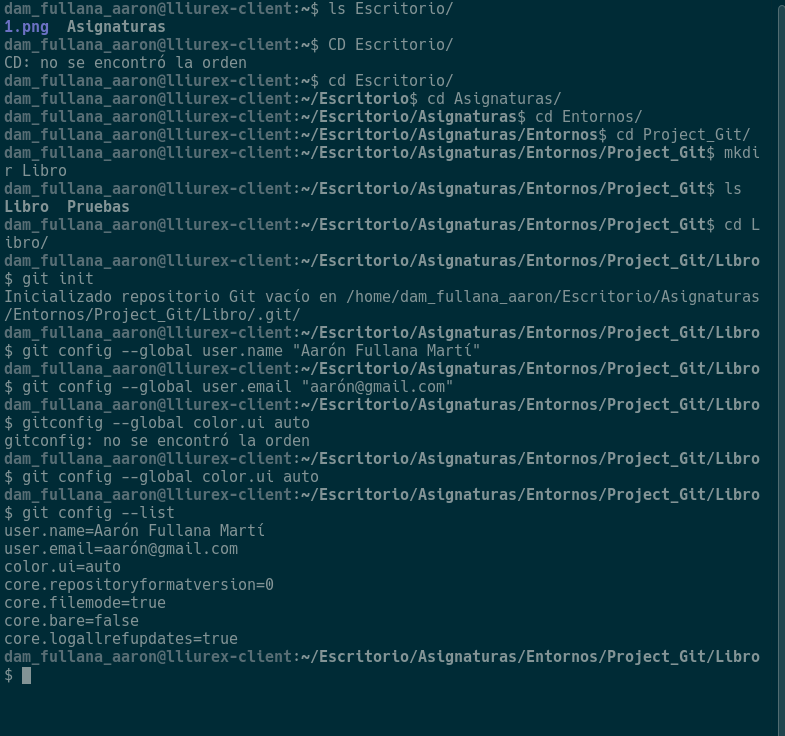 dam_fullana_aaron@lliurex-client:~$ ls Escritorio/
1.png  Asignaturas
dam_fullana_aaron@lliurex-client:~$ CD Escritorio/
CD: no se encontró la orden
dam_fullana_aaron@lliurex-client:~$ cd Escritorio/
dam_fullana_aaron@lliurex-client:~/Escritorio$ cd Asignaturas/
dam_fullana_aaron@lliurex-client:~/Escritorio/Asignaturas$ cd Entornos/
dam_fullana_aaron@lliurex-client:~/Escritorio/Asignaturas/Entornos$ cd Project_Git/
dam_fullana_aaron@lliurex-client:~/Escritorio/Asignaturas/Entornos/Project_Git$ mkdi
r Libro
dam_fullana_aaron@lliurex-client:~/Escritorio/Asignaturas/Entornos/Project_Git$ ls
Libro  Pruebas
dam_fullana_aaron@lliurex-client:~/Escritorio/Asignaturas/Entornos/Project_Git$ cd L
ibro/
dam_fullana_aaron@lliurex-client:~/Escritorio/Asignaturas/Entornos/Project_Git/Libro
$ git init
Inicializado repositorio Git vacío en /home/dam_fullana_aaron/Escritorio/Asignaturas
/Entornos/Project_Git/Libro/.git/
dam_fullana_aaron@lliurex-client:~/Escritorio/Asignaturas/Entornos/Project_Git/Libro
$ git config --global user.name "Aarón Fullana Martí"
dam_fullana_aaron@lliurex-client:~/Escritorio/Asignaturas/Entornos/Project_Git/Libro
$ git config --global user.email "aarón@gmail.com"
dam_fullana_aaron@lliurex-client:~/Escritorio/Asignaturas/Entornos/Project_Git/Libro
$ gitconfig --global color.ui auto
gitconfig: no se encontró la orden
dam_fullana_aaron@lliurex-client:~/Escritorio/Asignaturas/Entornos/Project_Git/Libro
$ git config --global color.ui auto
dam_fullana_aaron@lliurex-client:~/Escritorio/Asignaturas/Entornos/Project_Git/Libro
$ git config --list
user.name=Aarón Fullana Martí
user.email=aarón@gmail.com
color.ui=auto
core.repositoryformatversion=0
core.filemode=true
core.bare=false
core.logallrefupdates=true
dam_fullana_aaron@lliurex-client:~/Escritorio/Asignaturas/Entornos/Project_Git/Libro
$